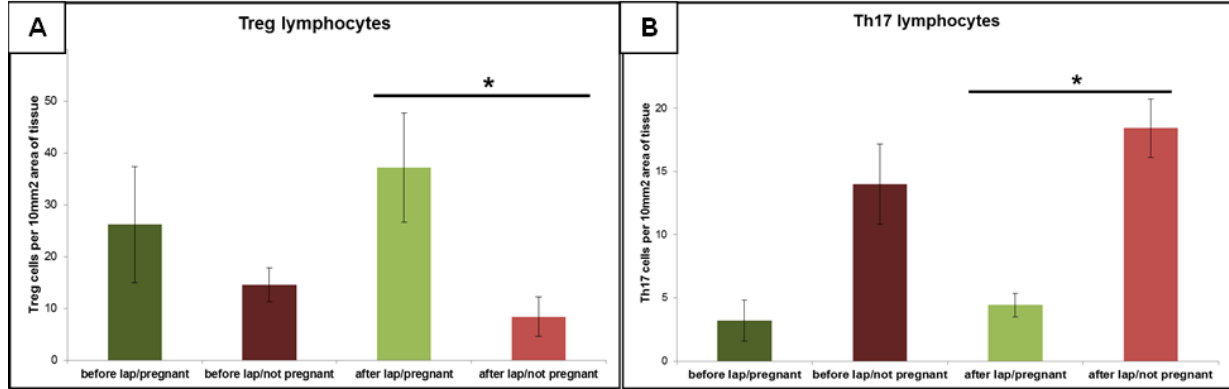 A
Treg lymphocytes
Treg cells per 10mm2 area of tissue
50
40
30
20
10
0
*
before lap/pregnant
before lap/not pregnant
after lap/pregnant
after lap/not pregnant
B
Th17 lymphocytes
Th17 cells per 10mm2 area of tissue
20
15
10
5
0
*
before lap/pregnant
before lap/not pregnant
after lap/pregnant
after lap/not pregnant